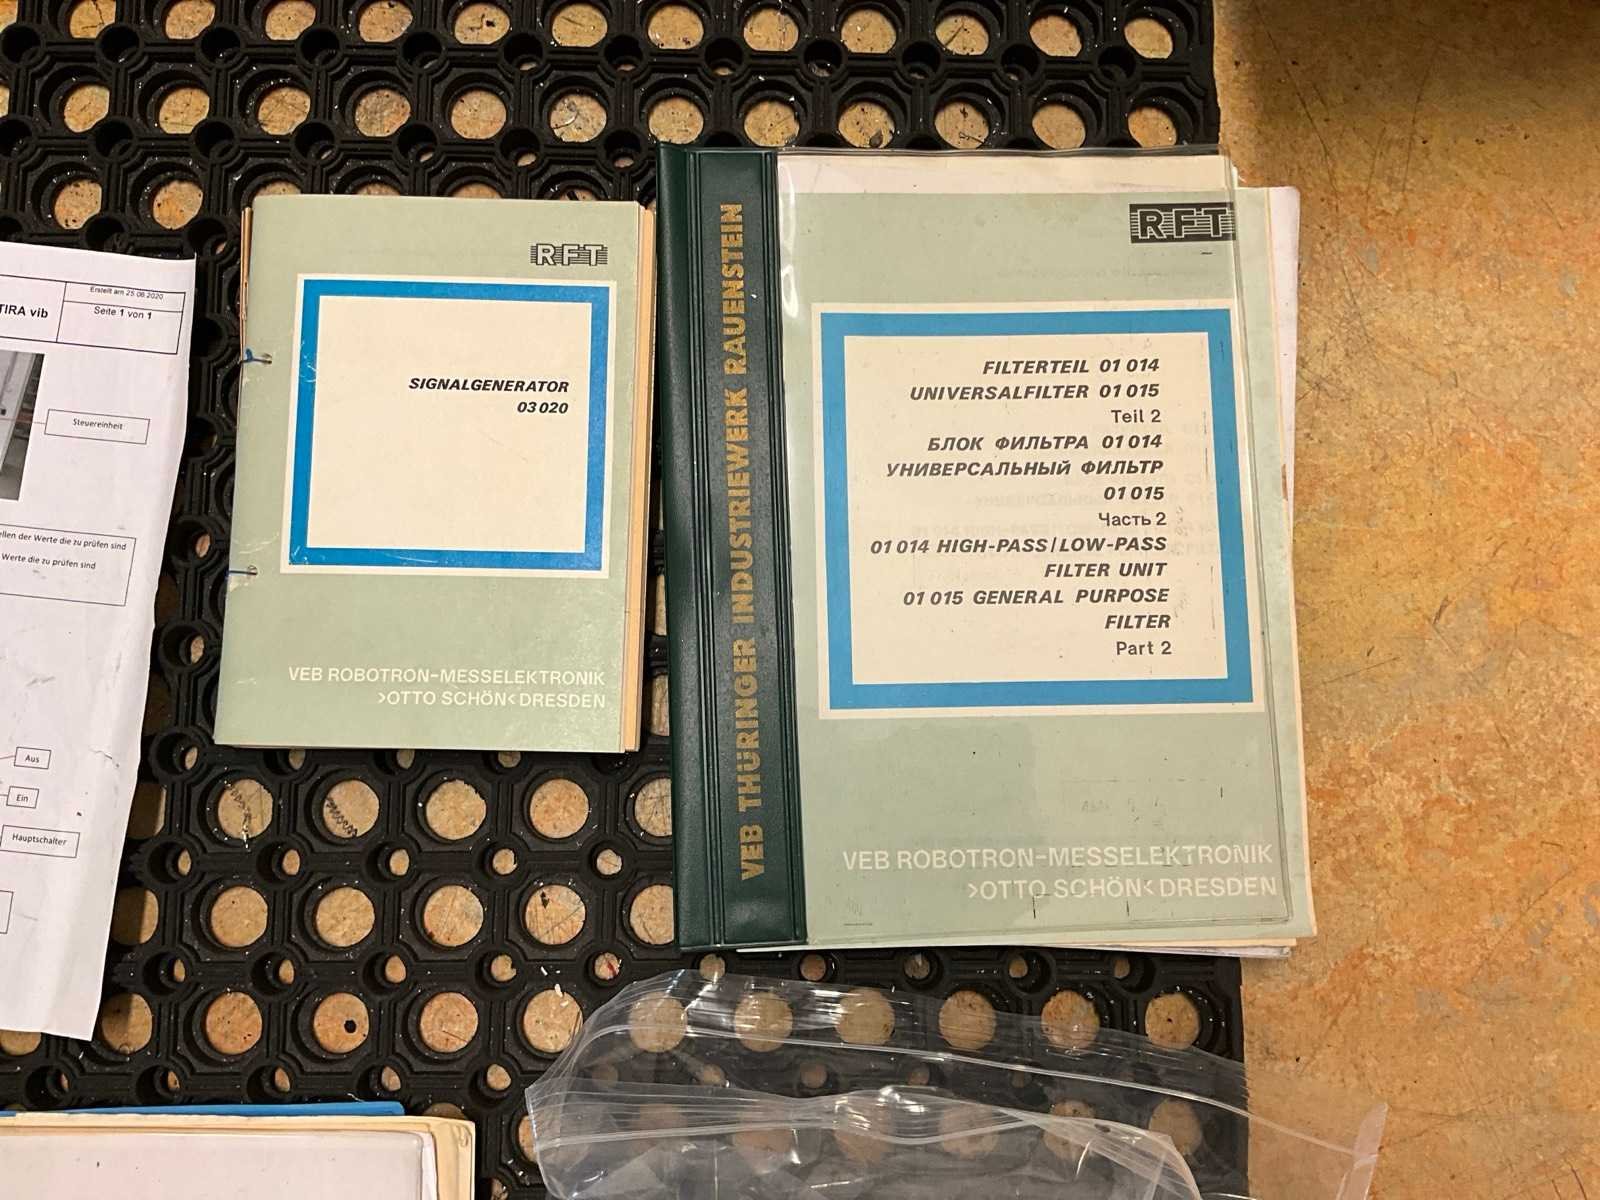 TIRA vib
Erstellt am 25.06.2020
Seite 1 von 1
Steuereinheit
ellen der Werte die zu prüfen sind
Werte die zu prüfen sind
Aus
Ein
Hauptschalter
RFT
SIGNALGENERATOR
03 020
VEB ROBOTRON-MESSELEKTRONIK
>OTTO SCHÖN< DRESDEN
VEB THÜRINGER INDUSTRIEWERK RAUENSTEIN
RFT
FILTERTEIL 01 014
UNIVERSALFILTER 01 015
Teil 2
БЛОК ФИЛЬТРА 01 014
УНИВЕРСАЛЬНЫЙ ФИЛЬТР
01 015
Часть 2
01 014 HIGH-PASS/LOW-PASS
FILTER UNIT
01 015 GENERAL PURPOSE
FILTER
Part 2
VEB ROBOTRON-MESSELEKTRONIK
>OTTO SCHÖN< DRESDEN